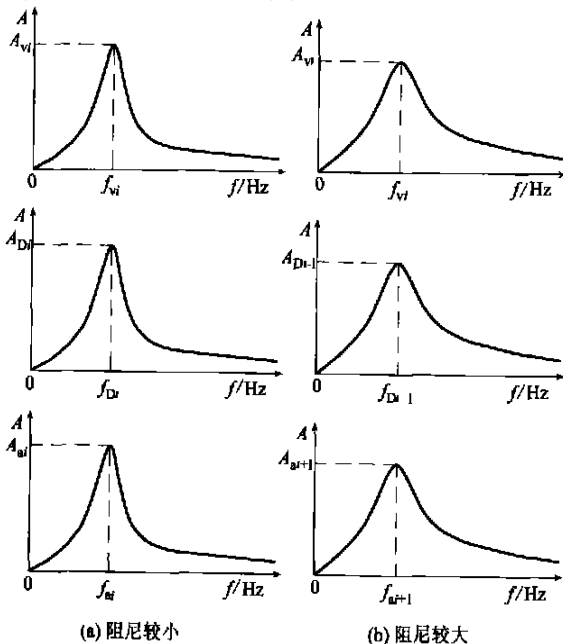 A A
A_vi A_vi
0 f_vi f/Hz 0 f_vi f/Hz
A A
A_Di A_Di-1
0 f_Di f/Hz 0 f_Di-1 f/Hz
A A
A_ai A_ai+1
0 f_ai f/Hz 0 f_ai+1 f/Hz
(a) 阻尼较小 (b) 阻尼较大